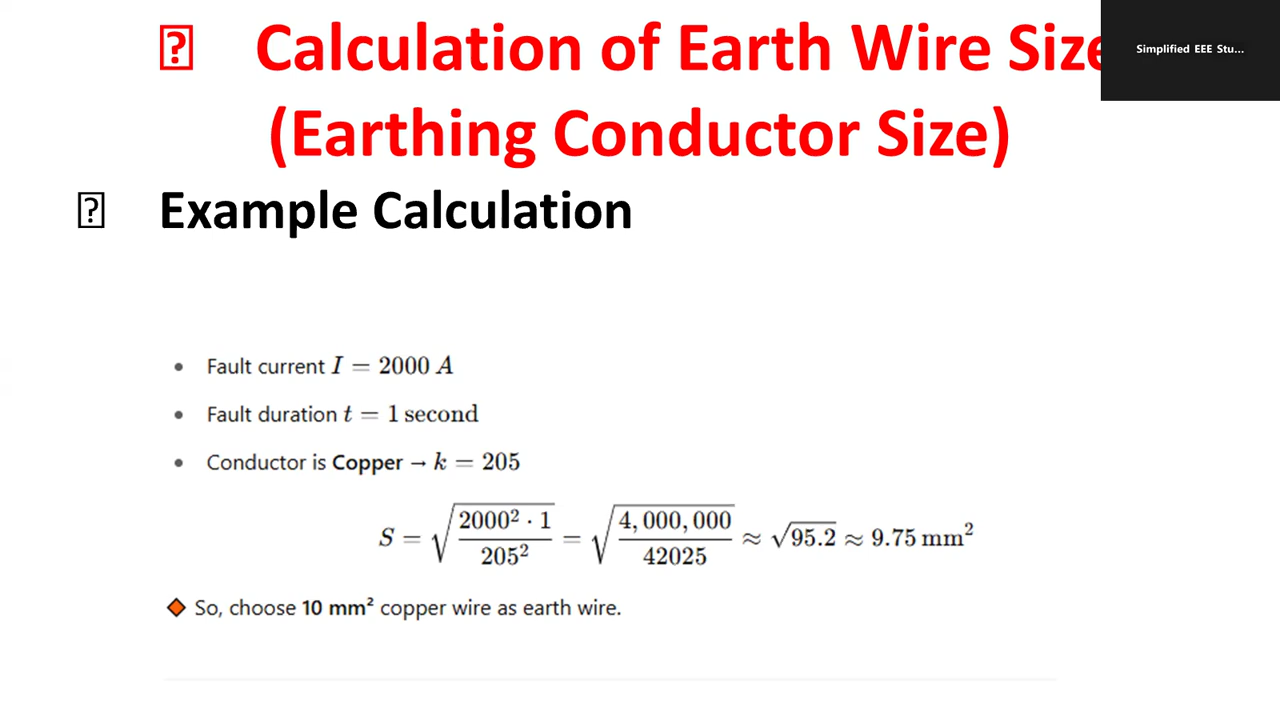 Calculation of Earth Wire Size
Simplified EEE Stu...
(Earthing Conductor Size)
Example Calculation
• Fault current I = 2000 A
• Fault duration t = 1 second
• Conductor is Copper → k = 205
S = √(2000² · 1 / 205²) = √(4,000,000 / 42025) ≈ √95.2 ≈ 9.75 mm²
So, choose 10 mm² copper wire as earth wire.